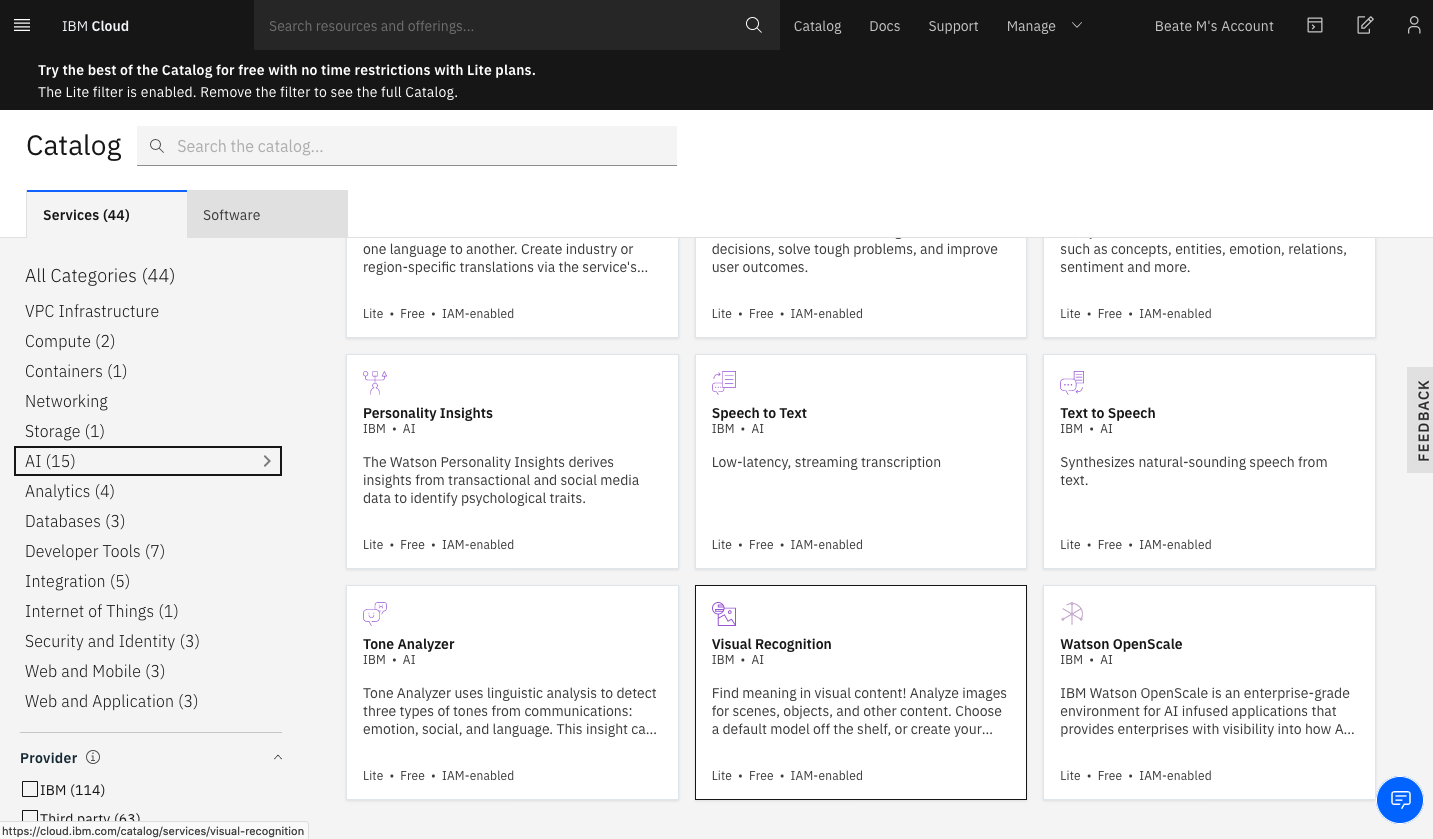 IBM Cloud
Search resources and offerings...
Catalog
Docs
Support
Manage
Beate M's Account
Try the best of the Catalog for free with no time restrictions with Lite plans.
The Lite filter is enabled. Remove the filter to see the full Catalog.
Catalog
Search the catalog...
Services (44)
Software
All Categories (44)
VPC Infrastructure
Compute (2)
Containers (1)
Networking
Storage (1)
AI (15)
Analytics (4)
Databases (3)
Developer Tools (7)
Integration (5)
Internet of Things (1)
Security and Identity (3)
Web and Mobile (3)
Web and Application (3)
Provider
IBM (114)
Third party (63)
one language to another. Create industry or
region-specific translations via the service's...
Lite • Free • IAM-enabled
decisions, solve tough problems, and improve
user outcomes.
Lite • Free • IAM-enabled
such as concepts, entities, emotion, relations,
sentiment and more.
Lite • Free • IAM-enabled
Personality Insights
IBM • AI
The Watson Personality Insights derives
insights from transactional and social media
data to identify psychological traits.
Lite • Free • IAM-enabled
Speech to Text
IBM • AI
Low-latency, streaming transcription
Lite • Free • IAM-enabled
Text to Speech
IBM • AI
Synthesizes natural-sounding speech from
text.
Lite • Free • IAM-enabled
Tone Analyzer
IBM • AI
Tone Analyzer uses linguistic analysis to detect
three types of tones from communications:
emotion, social, and language. This insight ca...
Lite • Free • IAM-enabled
Visual Recognition
IBM • AI
Find meaning in visual content! Analyze images
for scenes, objects, and other content. Choose
a default model off the shelf, or create your...
Lite • Free • IAM-enabled
Watson OpenScale
IBM • AI
IBM Watson OpenScale is an enterprise-grade
environment for AI infused applications that
provides enterprises with visibility into how A...
Lite • Free • IAM-enabled
FEEDBACK
https://cloud.ibm.com/catalog/services/visual-recognition